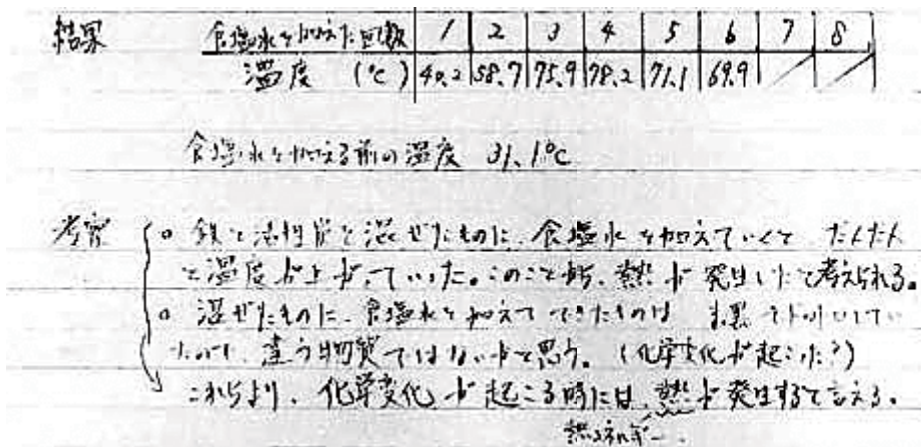 結果 食塩水を加えた回数 1 2 3 4 5 6 7 8
温度 (℃) 40.2 58.7 75.9 78.2 71.1 69.9
食塩水を加える前の温度 31.1℃
考察 鉄と活性炭を混ぜたものに、食塩水を加えていくと だんだん
と温度が上がっていった。このことから、熱が発生したと考えられる。
混ぜたものに、食塩水を加えてできたものは
違う物質ではないかと思う。(化学変化が起こった?)
これらより、化学変化が起こる時には、熱が発生すると言える。
熱エネルギー